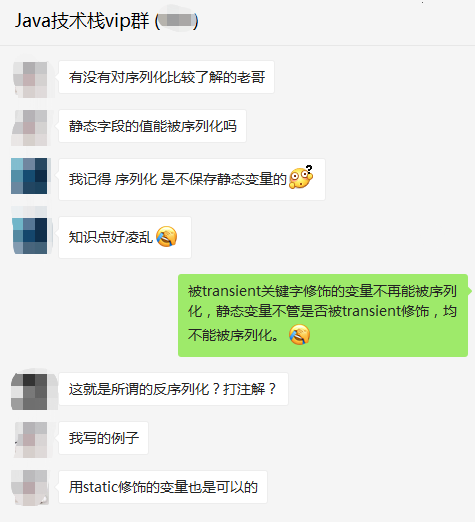 Java技术栈vip群 (
)
有没有对序列化比较了解的老哥
静态字段的值能被序列化吗
我记得 序列化 是不保存静态变量的
知识点好凌乱
被transient关键字修饰的变量不再能被序列
化，静态变量不管是否被transient修饰，均
不能被序列化。
这就是所谓的反序列化？打注解？
我写的例子
用static修饰的变量也是可以的